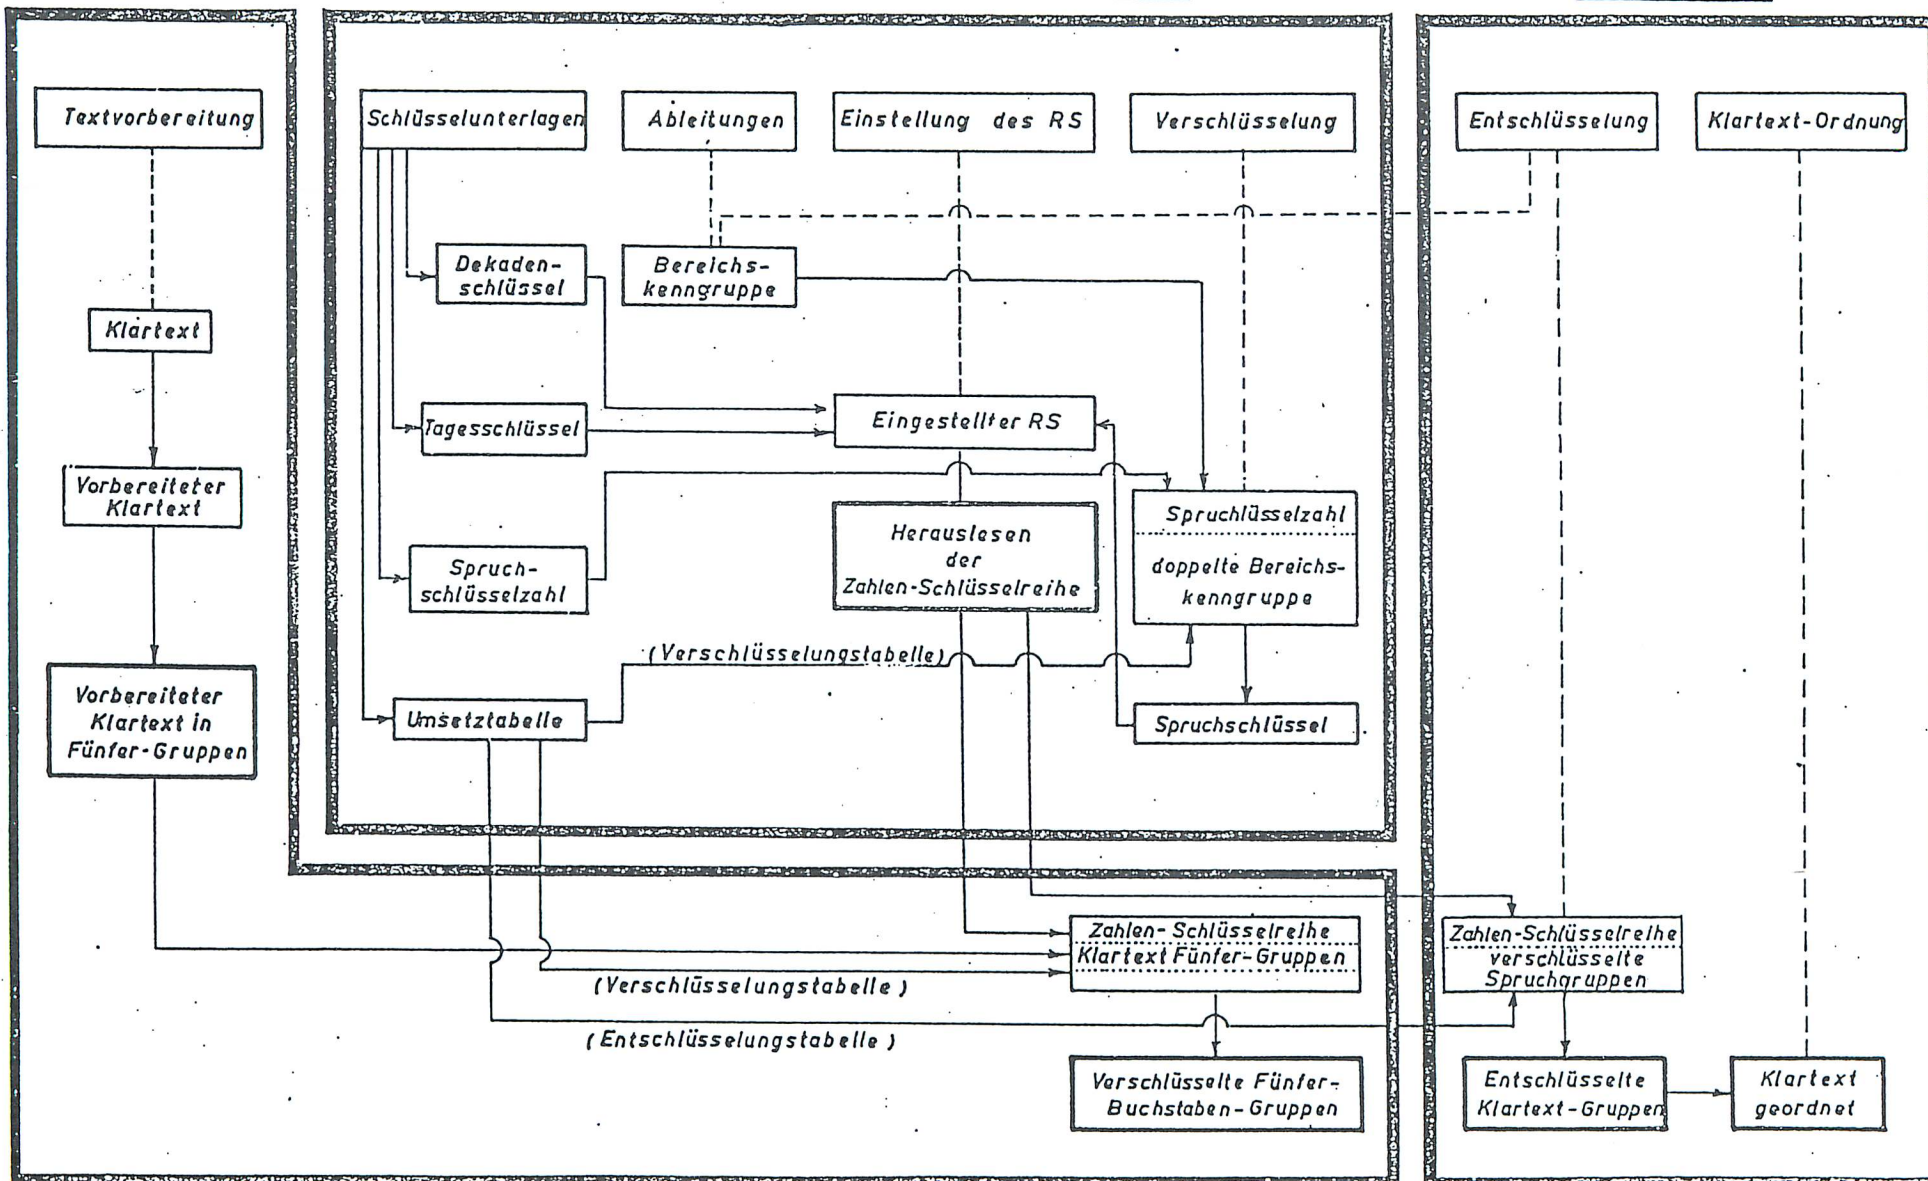 Textvorbereitung
Klartext
Vorbereiteter
Klartext
Vorbereiteter
Klartext in
Fünfer-Gruppen
Schlüsselunterlagen
Ableitungen
Einstellung des RS
Verschlüsselung
Dekaden-
schlüssel
Bereichs-
kenngruppe
Tagesschlüssel
Eingestellter RS
Spruch-
schlüsselzahl
Herauslesen
der
Zahlen-Schlüsselreihe
Spruchlüsselzahl
doppelte Bereichs-
kenngruppe
(Verschlüsselungstabelle)
Umsetztabelle
Spruchschlüssel
Zahlen-Schlüsselreihe
Klartext Fünfer-Gruppen
(Verschlüsselungstabelle)
(Entschlüsselungstabelle)
Verschlüsselte Fünfer-
Buchstaben-Gruppen
Entschlüsselung
Klartext-Ordnung
Zahlen-Schlüsselreihe
verschlüsselte
Spruchgruppen
Entschlüsselte
Klartext-Gruppen
Klartext
geordnet